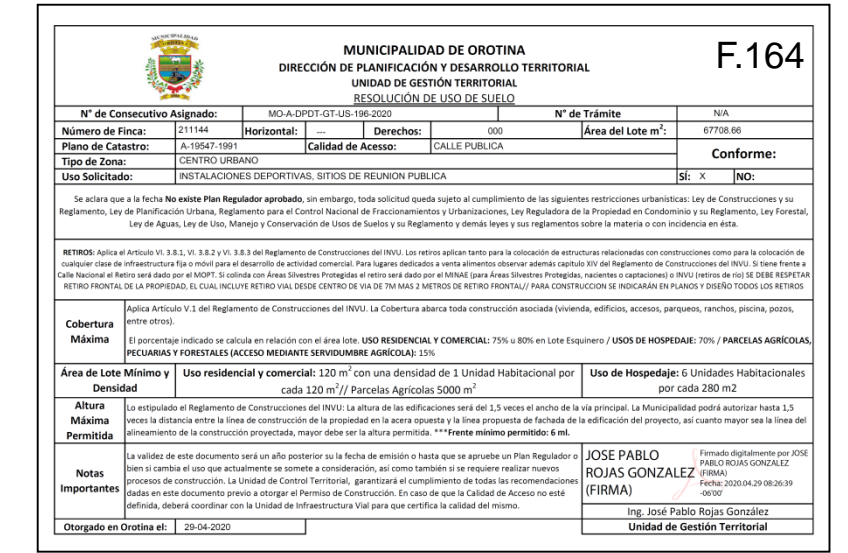 MUNICIPALIDAD DE OROTINA
DIRECCIÓN DE PLANIFICACIÓN Y DESARROLLO TERRITORIAL
UNIDAD DE GESTIÓN TERRITORIAL
RESOLUCIÓN DE USO DE SUELO
F.164
N° de Consecutivo Asignado: MO-A-DPDT-GT-US-196-2020 N° de Trámite N/A
Número de Finca: 211144 Horizontal: --- Derechos: 000 Área del Lote m²: 67708.66
Plano de Catastro: A-19547-1991 Calidad de Acceso: CALLE PUBLICA Conforme:
Tipo de Zona: CENTRO URBANO
Uso Solicitado: INSTALACIONES DEPORTIVAS, SITIOS DE REUNION PUBLICA SÍ: X NO:
Se aclara que a la fecha No existe Plan Regulador aprobado, sin embargo, toda solicitud queda sujeto al cumplimiento de las siguientes restricciones urbanísticas: Ley de Construcciones y su
Reglamento, Ley de Planificación Urbana, Reglamento para el Control Nacional de Fraccionamientos y Urbanizaciones, Ley Reguladora de la Propiedad en Condominio y su Reglamento, Ley Forestal,
Ley de Aguas, Ley de Uso, Manejo y Conservación de Usos de Suelos y su Reglamento y demás leyes y sus reglamentos sobre la materia o con incidencia en ésta.
RETIROS: Aplica el Artículo VI. 3.8.1, VI. 3.8.2 y VI. 3.8.3 del Reglamento de Construcciones del INVU. Los retiros aplican tanto para la colocación de estructuras relacionadas con construcciones como para la colocación de
cualquier clase de infraestructura fija o móvil para el desarrollo de actividad comercial. Para lugares dedicados a venta alimentos observar además capítulo XIV del Reglamento de Construcciones del INVU. Si tiene frente a
Calle Nacional el Retiro será dado por el MOPT. Si colinda con Áreas Silvestres Protegidas el retiro será dado por el MINAE (para Áreas Silvestres Protegidas, nacientes o captaciones) o INVU (retiros de río) SE DEBE RESPETAR
RETIRO FRONTAL DE LA PROPIEDAD, EL CUAL INCLUYE RETIRO VIAL DESDE CENTRO DE VIA DE 7M MAS 2 METROS DE RETIRO FRONTAL// PARA CONSTRUCCION SE INDICARÁN EN PLANOS Y DISEÑO TODOS LOS RETIROS
Cobertura Máxima
Aplica Artículo V.1 del Reglamento de Construcciones del INVU. La Cobertura abarca toda construcción asociada (vivienda, edificios, accesos, parqueos, ranchos, piscina, pozos,
entre otros).
El porcentaje indicado se calcula en relación con el área lote. USO RESIDENCIAL Y COMERCIAL: 75% u 80% en Lote Esquinero / USOS DE HOSPEDAJE: 70% / PARCELAS AGRÍCOLAS,
PECUARIAS Y FORESTALES (ACCESO MEDIANTE SERVIDUMBRE AGRÍCOLA): 15%
Área de Lote Mínimo y Densidad
Uso residencial y comercial: 120 m² con una densidad de 1 Unidad Habitacional por
cada 120 m²// Parcelas Agrícolas 5000 m²
Uso de Hospedaje: 6 Unidades Habitacionales
por cada 280 m2
Altura Máxima Permitida
Lo estipulado el Reglamento de Construcciones del INVU: La altura de las edificaciones será del 1,5 veces el ancho de la vía principal. La Municipalidad podrá autorizar hasta 1,5
veces la distancia entre la línea de construcción de la propiedad en la acera opuesta y la línea propuesta de fachada de la edificación del proyecto, así cuanto mayor sea la línea del
alineamiento de la construcción proyectada, mayor debe ser la altura permitida. ***Frente mínimo permitido: 6 ml.
Notas Importantes
La validez de este documento será un año posterior su la fecha de emisión o hasta que se apruebe un Plan Regulador o
bien si cambia el uso que actualmente se somete a consideración, así como también si se requiere realizar nuevos
procesos de construcción. La Unidad de Control Territorial, garantizará el cumplimiento de todas las recomendaciones
dadas en este documento previo a otorgar el Permiso de Construcción. En caso de que la Calidad de Acceso no esté
definida, deberá coordinar con la Unidad de Infraestructura Vial para que certifica la calidad del mismo.
JOSE PABLO
ROJAS GONZALEZ
(FIRMA)
Firmado digitalmente por JOSE
PABLO ROJAS GONZALEZ
(FIRMA)
Fecha: 2020.04.29 08:26:39
-06'00'
Ing. José Pablo Rojas González
Otorgado en Orotina el: 29-04-2020 Unidad de Gestión Territorial